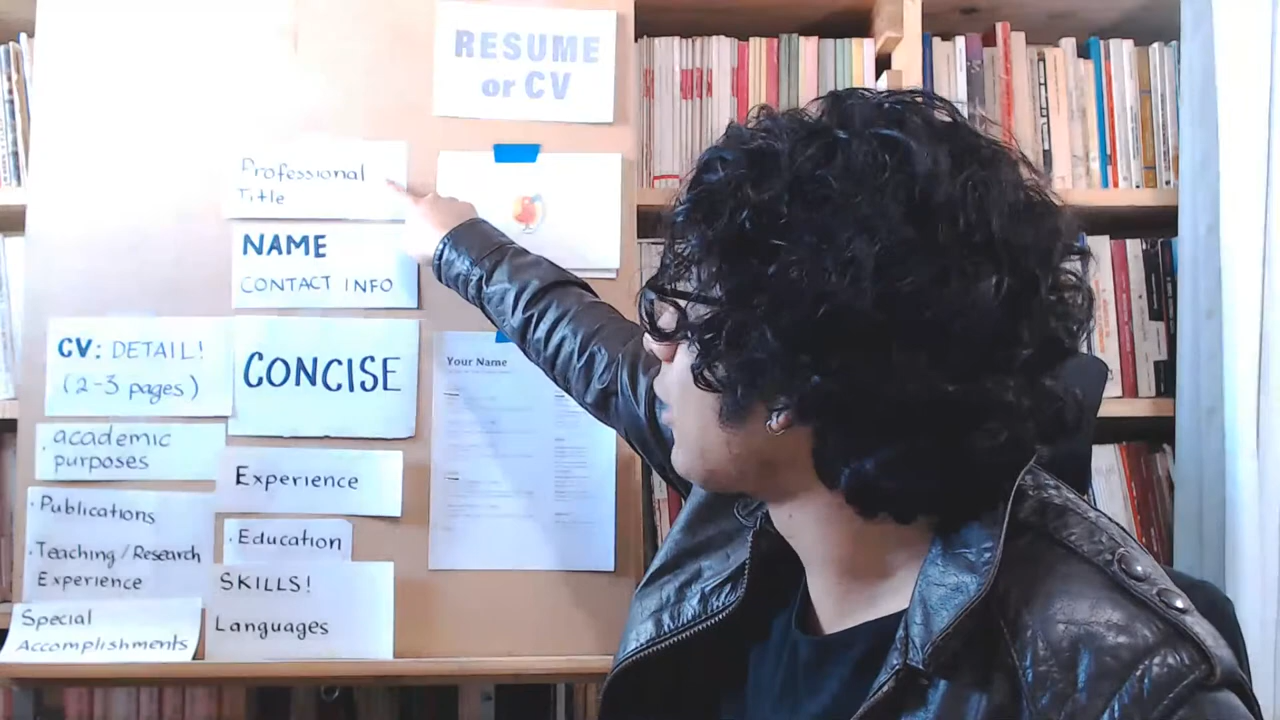 RESUME
or CV
Professional
Title
NAME
CONTACT INFO
CV: DETAIL!
(2-3 pages)
CONCISE
Your Name
· academic
purposes
Experience
· Publications
· Education
· Teaching / Research
Experience
SKILLS!
Languages
Special
Accomplishments